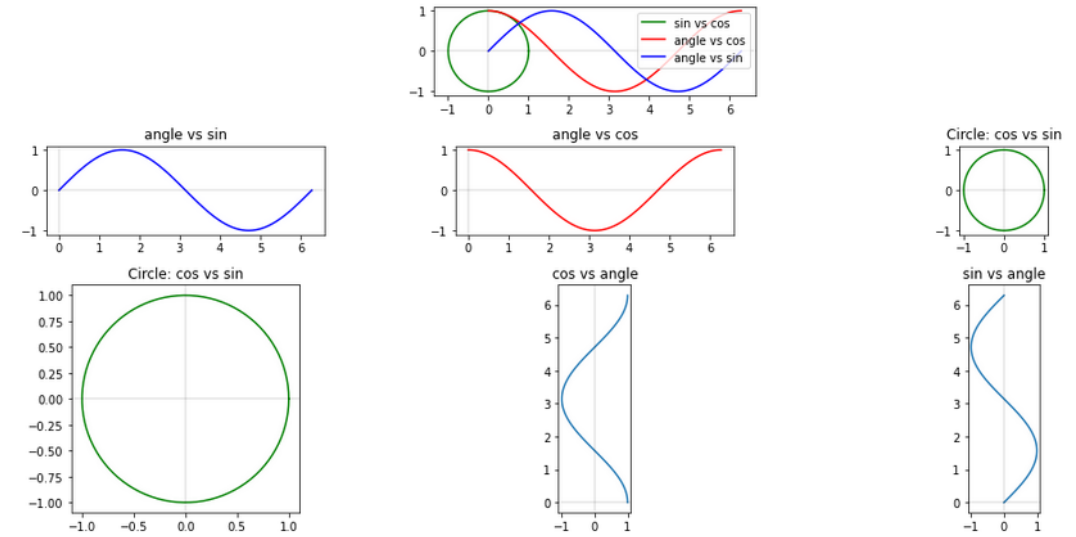 sin vs cos
angle vs cos
angle vs sin
1
0
−1
−1 0 1 2 3 4 5 6
angle vs sin
1
0
−1
0 1 2 3 4 5 6
angle vs cos
1
0
−1
0 1 2 3 4 5 6
Circle: cos vs sin
1
0
−1
−1 0 1
Circle: cos vs sin
1.00
0.75
0.50
0.25
0.00
−0.25
−0.50
−0.75
−1.00
−1.0 −0.5 0.0 0.5 1.0
cos vs angle
6
5
4
3
2
1
0
−1 0 1
sin vs angle
6
5
4
3
2
1
0
−1 0 1